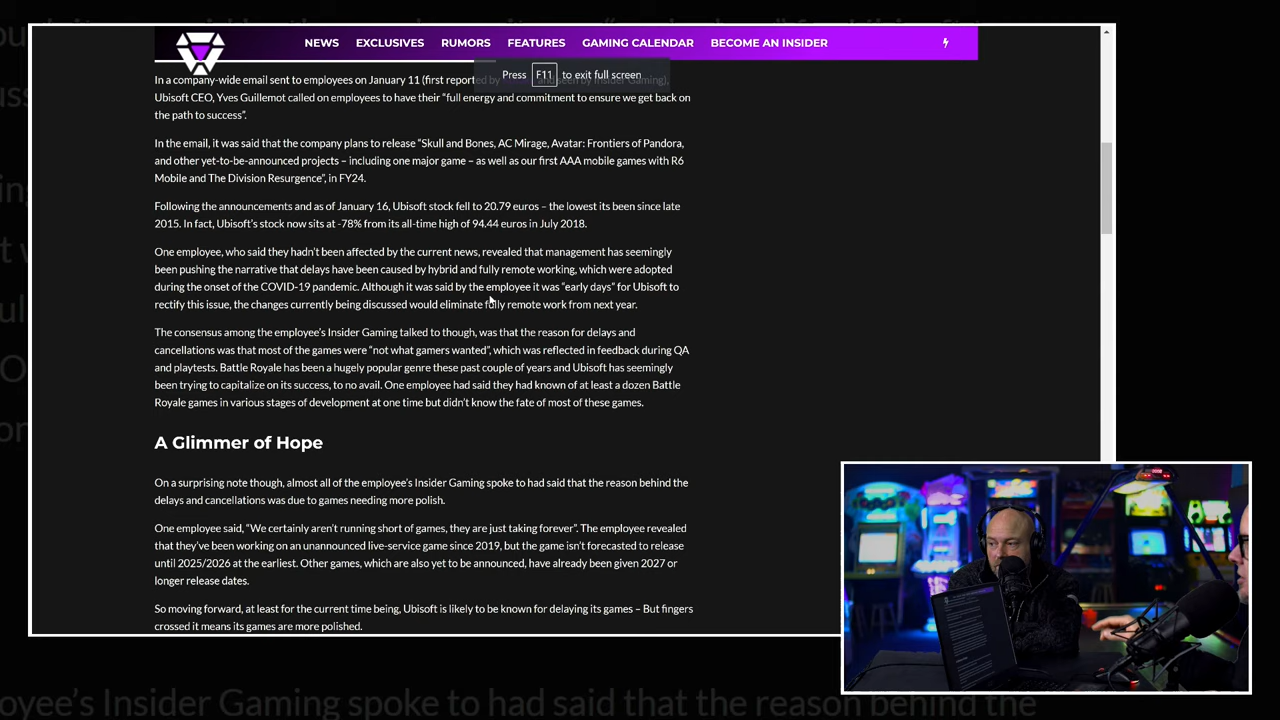 NEWS EXCLUSIVES RUMORS FEATURES GAMING CALENDAR BECOME AN INSIDER
Press F11 to exit full screen
In a company-wide email sent to employees on January 11 (first reported by and seen by Insider Gaming),
Ubisoft CEO, Yves Guillemot called on employees to have their “full energy and commitment to ensure we get back on
the path to success”.
In the email, it was said that the company plans to release “Skull and Bones, AC Mirage, Avatar: Frontiers of Pandora,
and other yet-to-be-announced projects – including one major game – as well as our first AAA mobile games with R6
Mobile and The Division Resurgence”, in FY24.
Following the announcements and as of January 16, Ubisoft stock fell to 20.79 euros – the lowest its been since late
2015. In fact, Ubisoft’s stock now sits at -78% from its all-time high of 94.44 euros in July 2018.
One employee, who said they hadn’t been affected by the current news, revealed that management has seemingly
been pushing the narrative that delays have been caused by hybrid and fully remote working, which were adopted
during the onset of the COVID-19 pandemic. Although it was said by the employee it was “early days” for Ubisoft to
rectify this issue, the changes currently being discussed would eliminate fully remote work from next year.
The consensus among the employee’s Insider Gaming talked to though, was that the reason for delays and
cancellations was that most of the games were “not what gamers wanted”, which was reflected in feedback during QA
and playtests. Battle Royale has been a hugely popular genre these past couple of years and Ubisoft has seemingly
been trying to capitalize on its success, to no avail. One employee had said they had known of at least a dozen Battle
Royale games in various stages of development at one time but didn’t know the fate of most of these games.
A Glimmer of Hope
On a surprising note though, almost all of the employee’s Insider Gaming spoke to had said that the reason behind the
delays and cancellations was due to games needing more polish.
One employee said, “We certainly aren’t running short of games, they are just taking forever”. The employee revealed
that they’ve been working on an unannounced live-service game since 2019, but the game isn’t forecasted to release
until 2025/2026 at the earliest. Other games, which are also yet to be announced, have already been given 2027 or
longer release dates.
So moving forward, at least for the current time being, Ubisoft is likely to be known for delaying its games – But fingers
crossed it means its games are more polished.
oyee’s Insider Gaming spoke to had said that the reason behind the